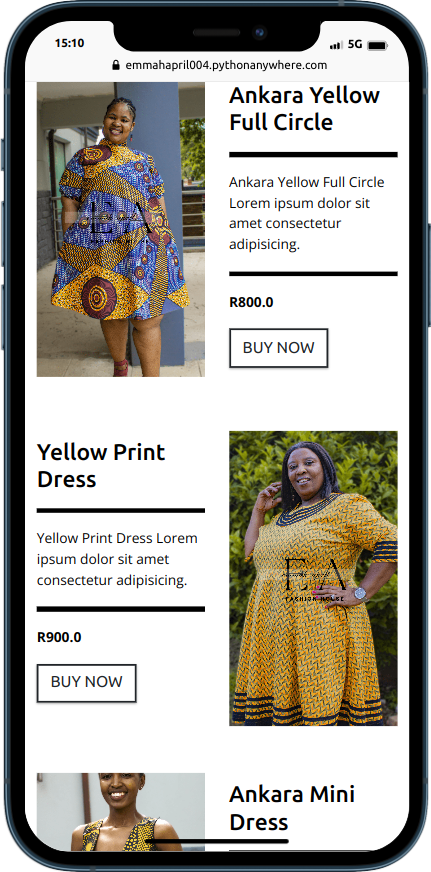 15:10
5G
emmahapril004.pythonanywhere.com
Ankara Yellow
Full Circle
Ankara Yellow Full Circle
Lorem ipsum dolor sit
amet consectetur
adipisicing.
R800.0
BUY NOW
EA
Yellow Print
Dress
Yellow Print Dress Lorem
ipsum dolor sit amet
consectetur adipisicing.
R900.0
BUY NOW
EA
FASHION HOUSE
Ankara Mini
Dress